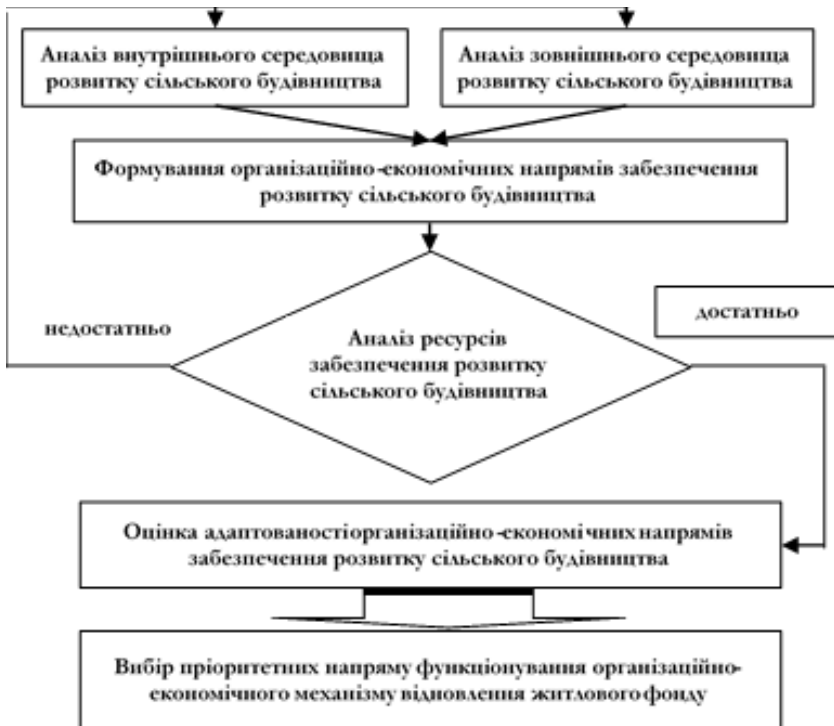 Аналіз внутрішнього середовища
розвитку сільського будівництва
Аналіз зовнішнього середовища
розвитку сільського будівництва
Формування організаційно-економічних напрямів забезпечення
розвитку сільського будівництва
недостатньо
достатньо
Аналіз ресурсів
забезпечення розвитку
сільського будівництва
Оцінка адаптованостіорганізаційно-економічних напрямів
забезпечення розвитку сільського будівництва
Вибір пріоритетних напряму функціонування організаційно-
економічного механізму відновлення житлового фонду